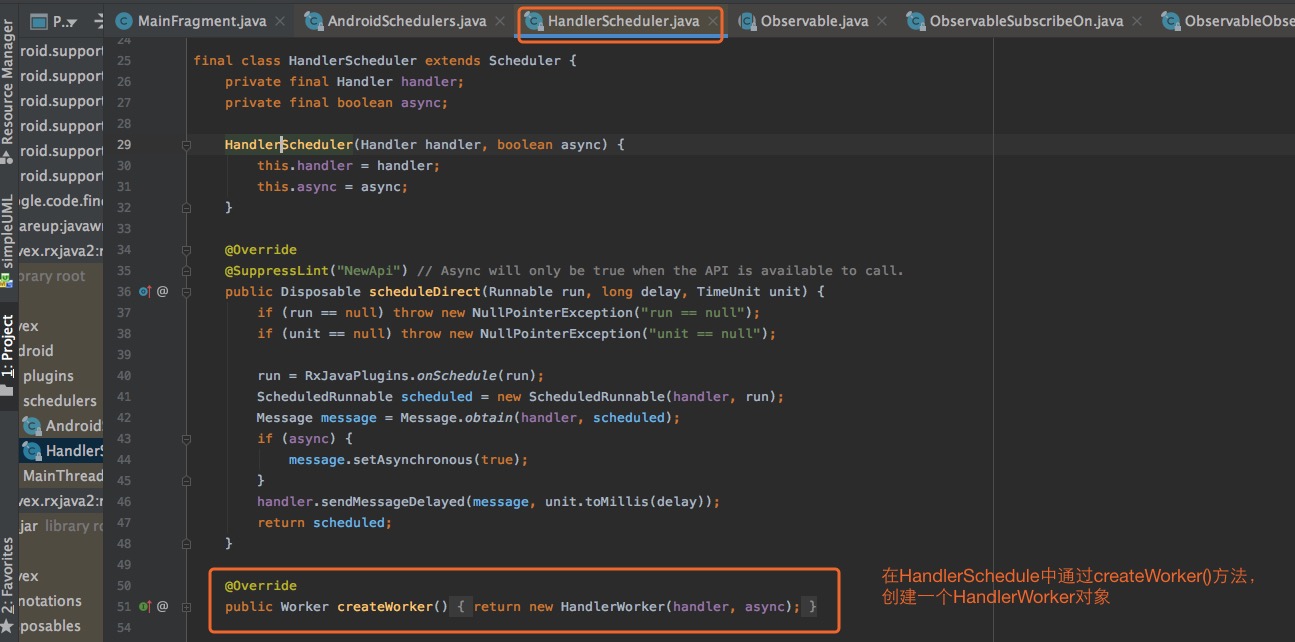 P..
MainFragment.java
AndroidSchedulers.java
HandlerScheduler.java
Observable.java
ObservableSubscribeOn.java
ObservableObse
Resource Manager
simpleUML
1: Project
2: Favorites
roid.support
roid.support
roid.support
roid.support
roid.support
roid.support
gle.code.find
areup:javawr
vex.rxjava2:r
brary root
vex
droid
plugins
schedulers
AndroidS
HandlerS
MainThread
vex.rxjava2:r
jar library ro
vex
notations
posables
24
25 final class HandlerScheduler extends Scheduler {
26 private final Handler handler;
27 private final boolean async;
28
29 HandlerScheduler(Handler handler, boolean async) {
30 this.handler = handler;
31 this.async = async;
32 }
33
34 @Override
35 @SuppressLint("NewApi") // Async will only be true when the API is available to call.
36 @ public Disposable scheduleDirect(Runnable run, long delay, TimeUnit unit) {
37 if (run == null) throw new NullPointerException("run == null");
38 if (unit == null) throw new NullPointerException("unit == null");
39
40 run = RxJavaPlugins.onSchedule(run);
41 ScheduledRunnable scheduled = new ScheduledRunnable(handler, run);
42 Message message = Message.obtain(handler, scheduled);
43 if (async) {
44 message.setAsynchronous(true);
45 }
46 handler.sendMessageDelayed(message, unit.toMillis(delay));
47 return scheduled;
48 }
49
50 @Override
51 @ public Worker createWorker() { return new HandlerWorker(handler, async); }
54
在HandlerSchedule中通过createWorker()方法，
创建一个HandlerWorker对象